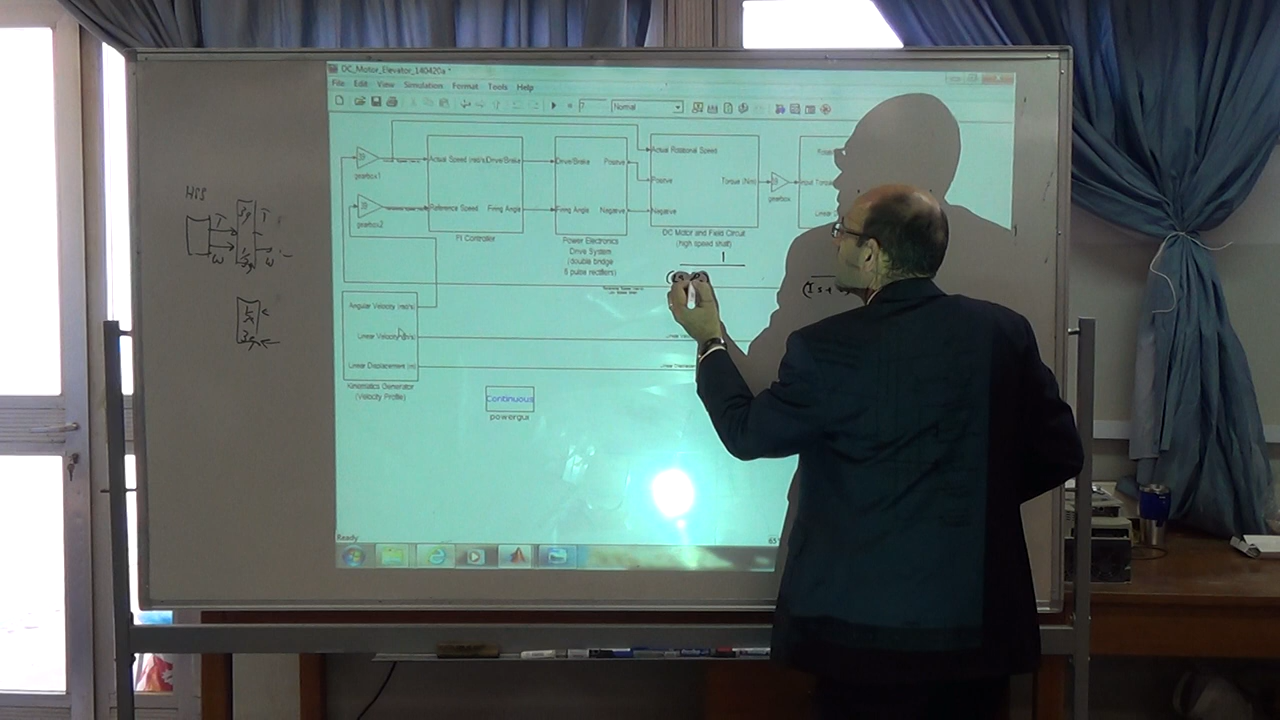 DC_Motor_Elevator_140420a *
File Edit View Simulation Format Tools Help
Normal
gearbox1
Actual Speed (rad/s) Drive/Brake
Reference Speed Firing Angle
PI Controller
gearbox2
Drive/Brake Positive
Firing Angle Negative
Power Electronics
Drive System
(double bridge
6 pulse rectifiers)
Actual Rotational Speed
Positive Torque (Nm)
Negative
DC Motor and Field Circuit
(high speed shaft)
gearbox
Angular Velocity (rad/s)
Linear Velocity (m/s)
Linear Displacement (m)
Kinematics Generator
(Velocity Profile)
Continuous
powergui
Ready
HSS
T
ω
T
ω
1